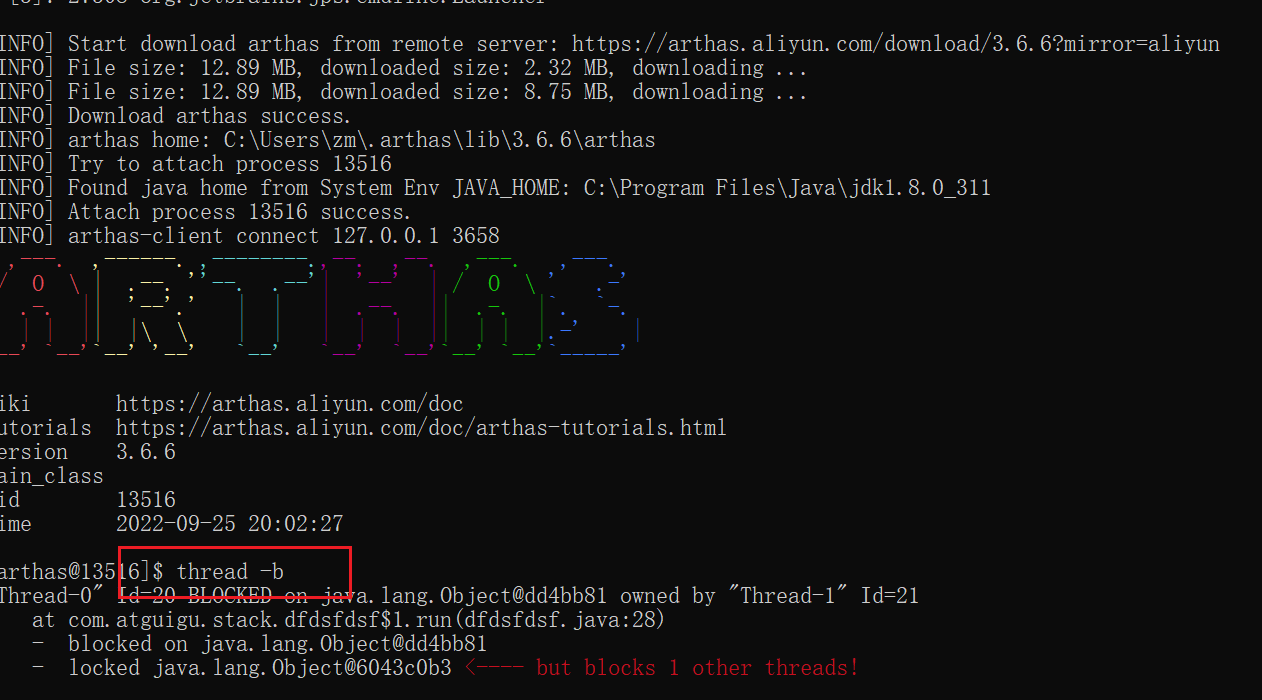 INFO] Start download arthas from remote server: https://arthas.aliyun.com/download/3.6.6?mirror=aliyun
INFO] File size: 12.89 MB, downloaded size: 2.32 MB, downloading ...
INFO] File size: 12.89 MB, downloaded size: 8.75 MB, downloading ...
INFO] Download arthas success.
INFO] arthas home: C:\Users\zm\.arthas\lib\3.6.6\arthas
INFO] Try to attach process 13516
INFO] Found java home from System Env JAVA_HOME: C:\Program Files\Java\jdk1.8.0_311
INFO] Attach process 13516 success.
INFO] arthas-client connect 127.0.0.1 3658
ARTHAS
iki https://arthas.aliyun.com/doc
utorials https://arthas.aliyun.com/doc/arthas-tutorials.html
ersion 3.6.6
ain_class
id 13516
ime 2022-09-25 20:02:27
arthas@13516]$ thread -b
Thread-0" Id=20 BLOCKED on java.lang.Object@dd4bb81 owned by "Thread-1" Id=21
at com.atguigu.stack.dfdsfdsf$1.run(dfdsfdsf.java:28)
- blocked on java.lang.Object@dd4bb81
- locked java.lang.Object@6043c0b3 <---- but blocks 1 other threads!